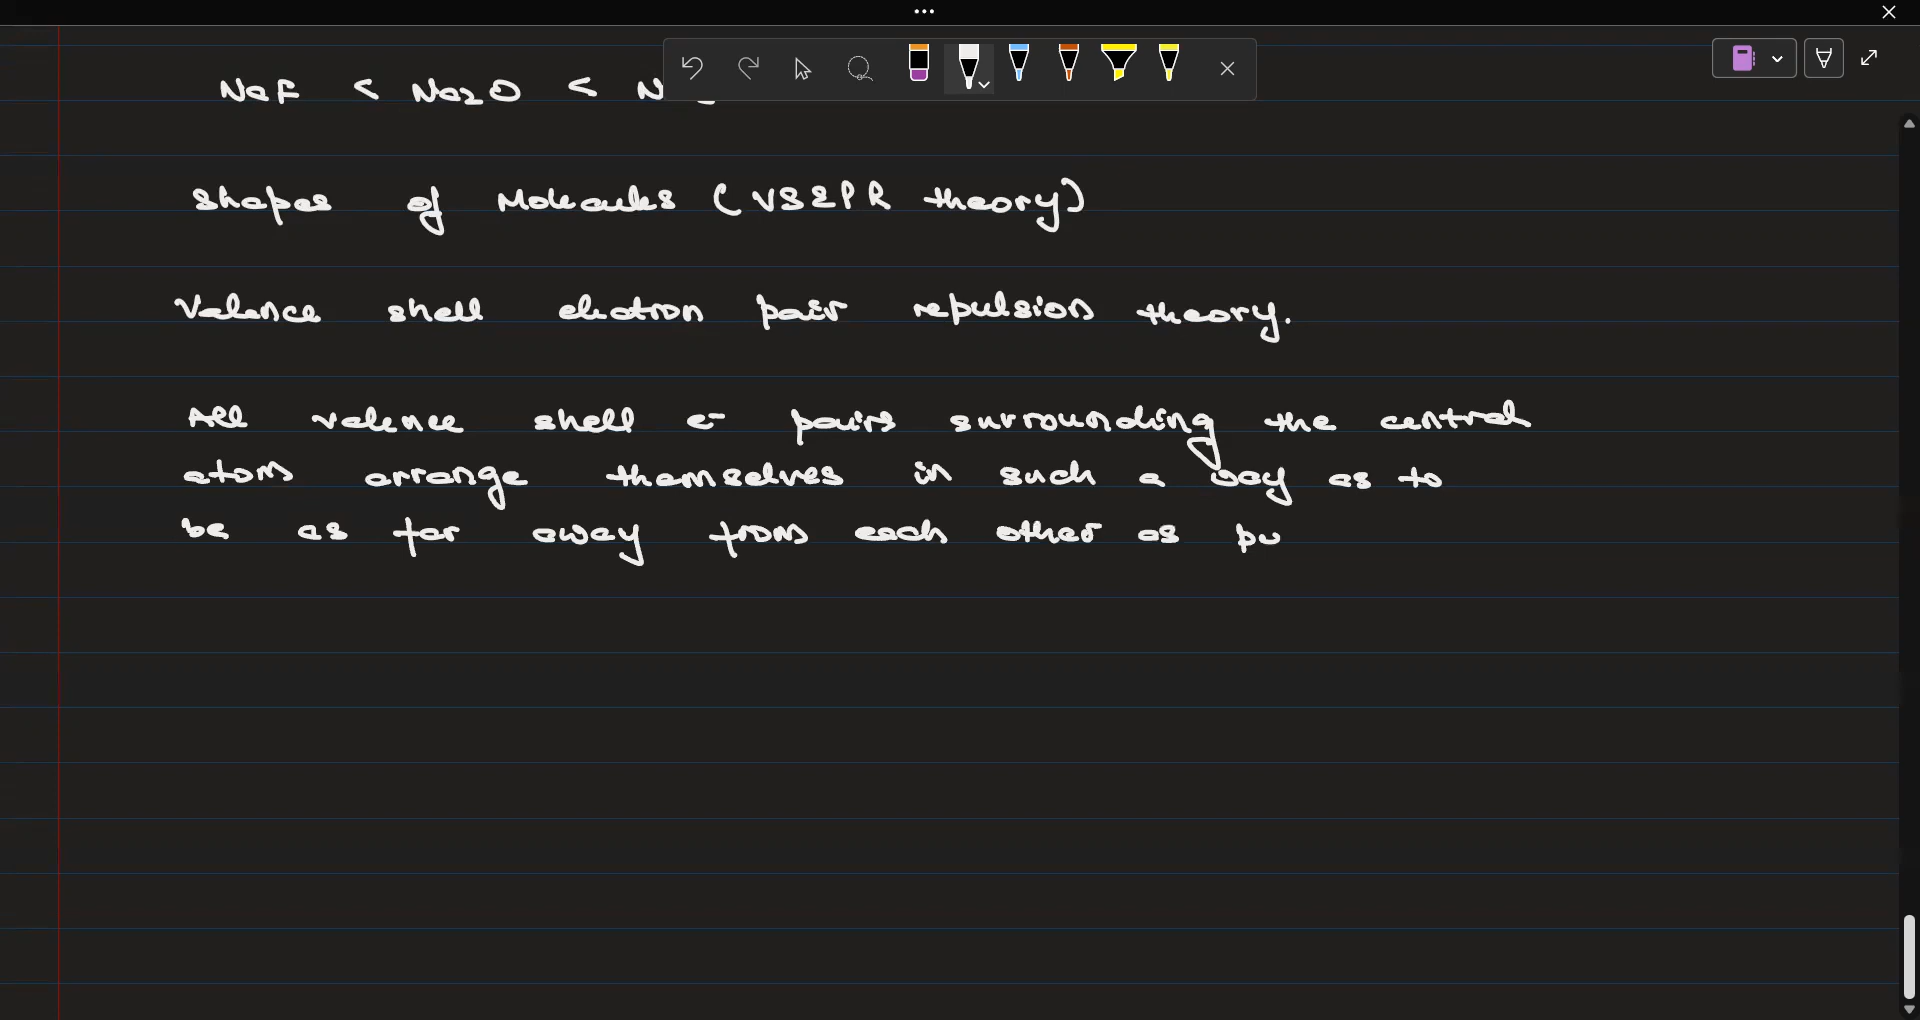 NaF < Na₂O < N
Shapes of Molecules (VSEPR theory)
Valence shell electron pair repulsion theory.
All valence shell e⁻ pairs surrounding the central
atom arrange themselves in such a way as to
be as far away from each other as po